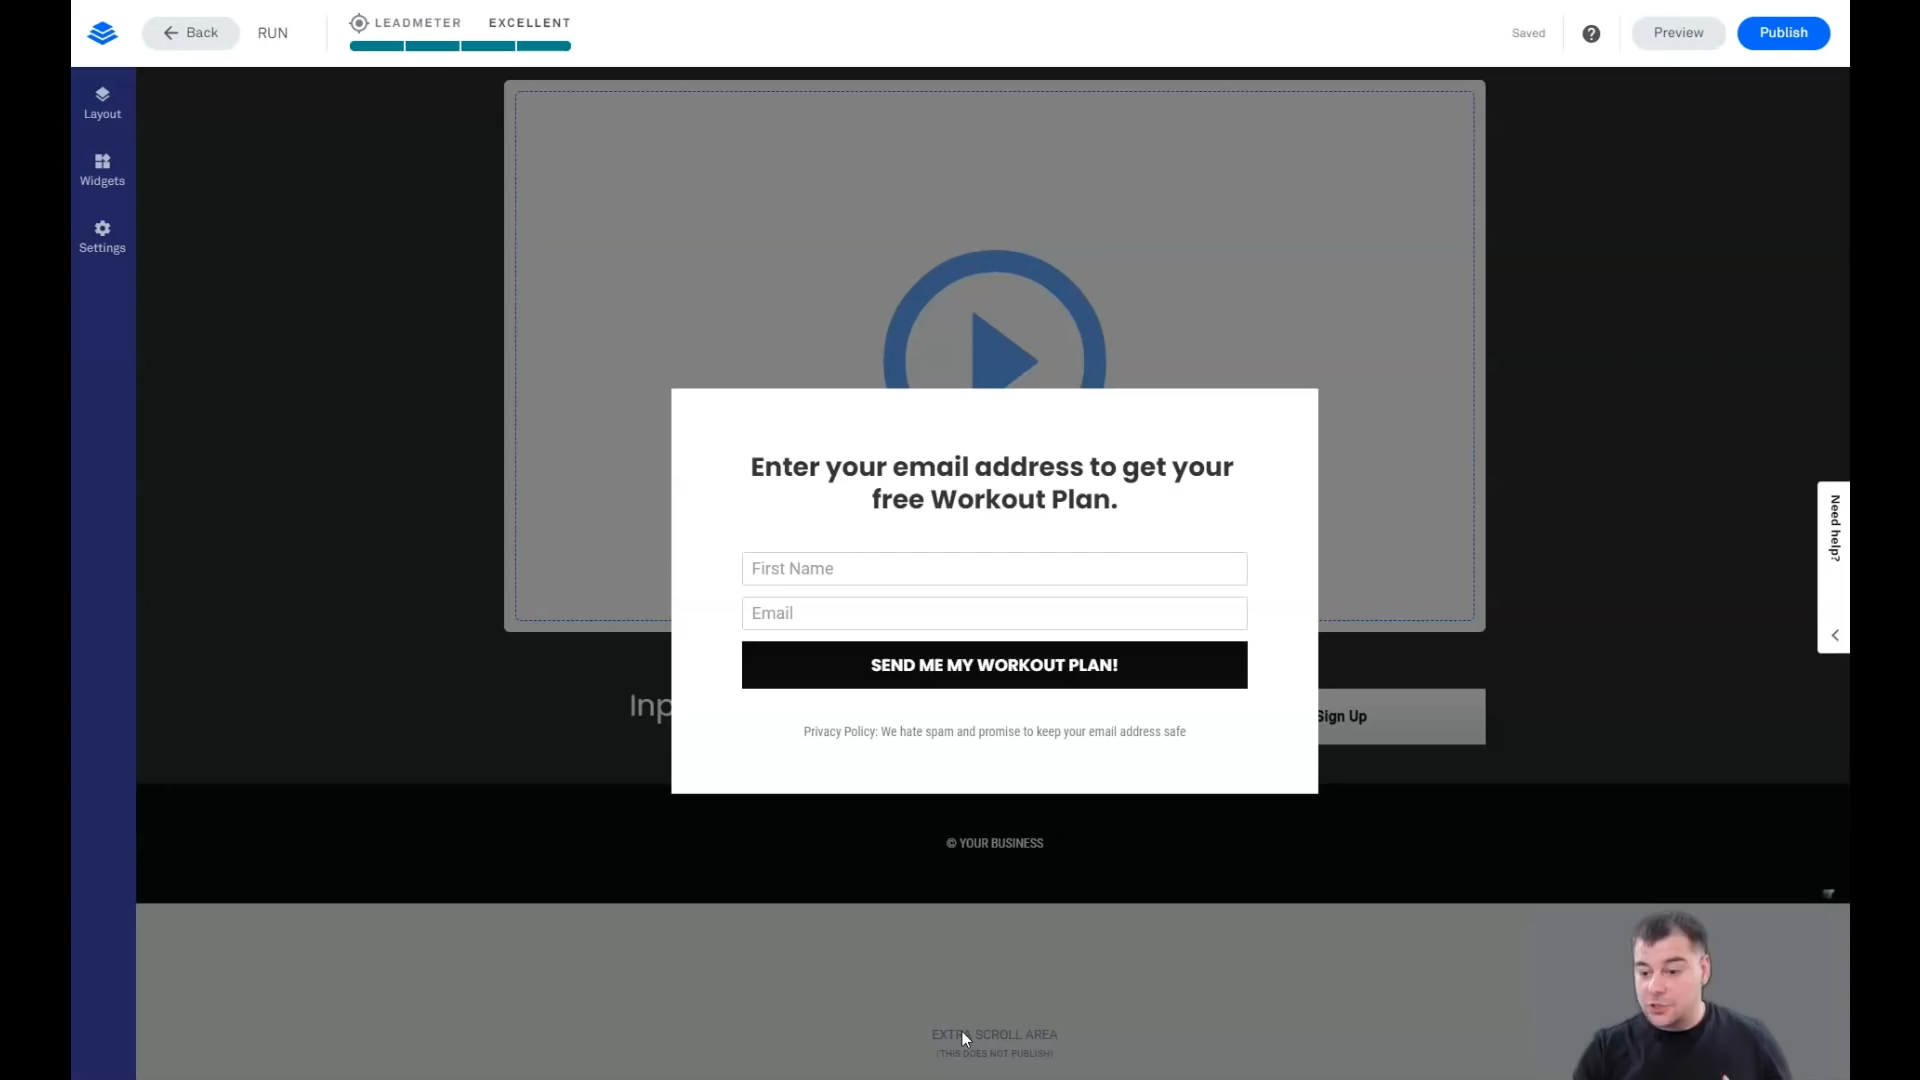 Back
RUN
LEADMETER EXCELLENT
Saved
Preview
Publish
Layout
Widgets
Settings
Need help?
Enter your email address to get your
free Workout Plan.
First Name
Email
SEND ME MY WORKOUT PLAN!
Inp
Sign Up
Privacy Policy: We hate spam and promise to keep your email address safe
© YOUR BUSINESS
EXTRA SCROLL AREA
(THIS DOES NOT PUBLISH)